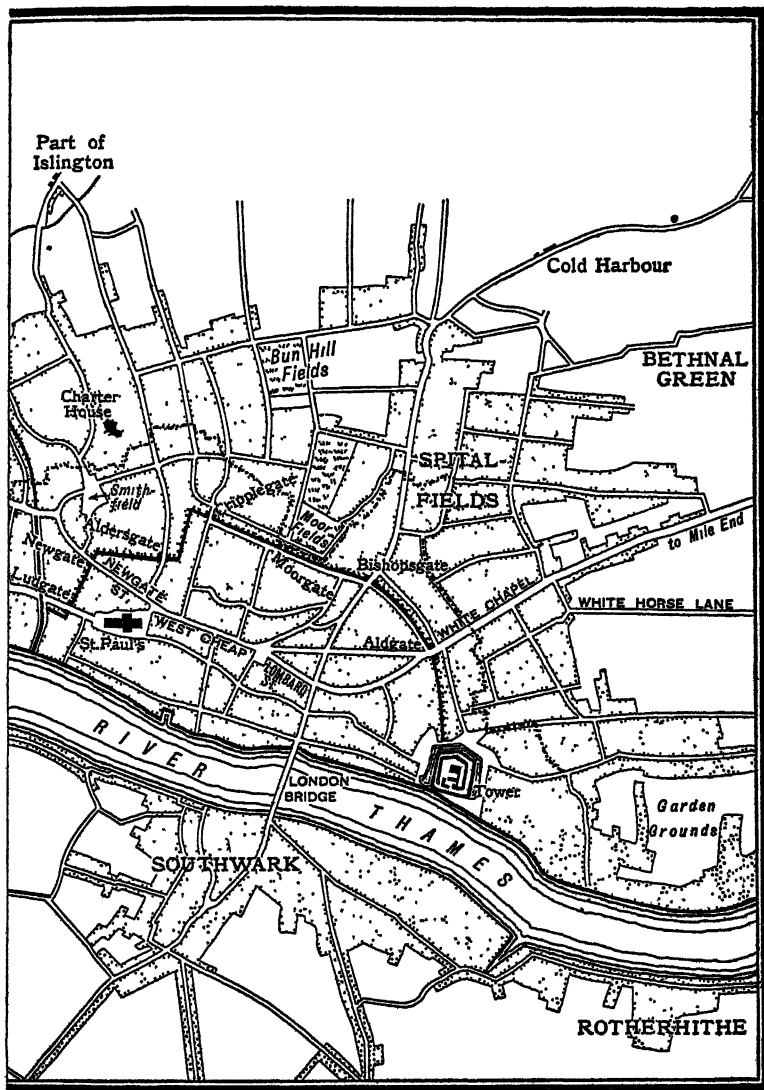 Part of
Islington
Cold Harbour
Bun Hill
Fields
BETHNAL
GREEN
Charter
House
SPITAL-
FIELDS
Smith-
field
Cripplegate
Aldersgate
Moor
Fields
to Mile End
Newgate
NEWGATE
ST.
Moorgate
Bishopsgate
Ludgate
WHITE CHAPEL
WHITE HORSE LANE
St. Paul's
WEST CHEAP
Aldgate
LOMBARD
RIVER
THAMES
LONDON
BRIDGE
Tower
Garden
Grounds
SOUTHWARK
ROTHERHITHE